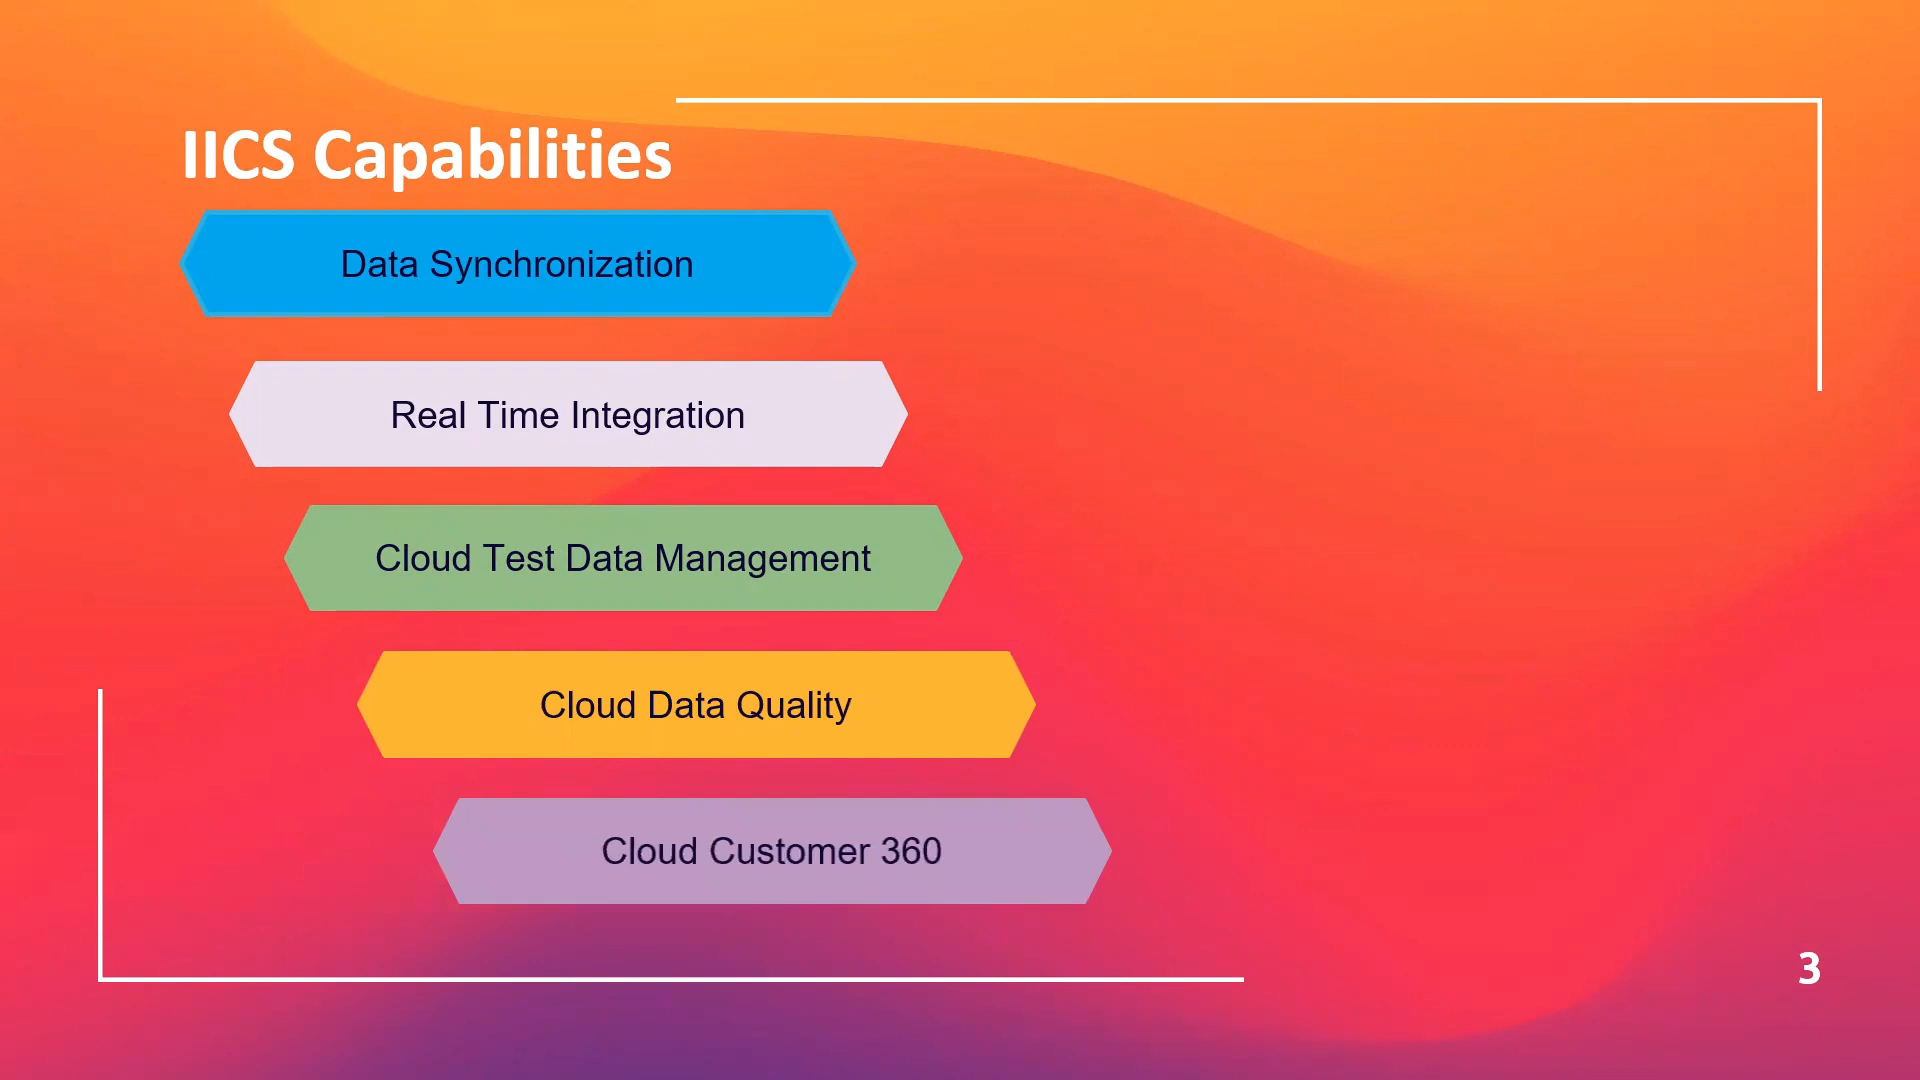 IICS Capabilities
Data Synchronization
Real Time Integration
Cloud Test Data Management
Cloud Data Quality
Cloud Customer 360
3